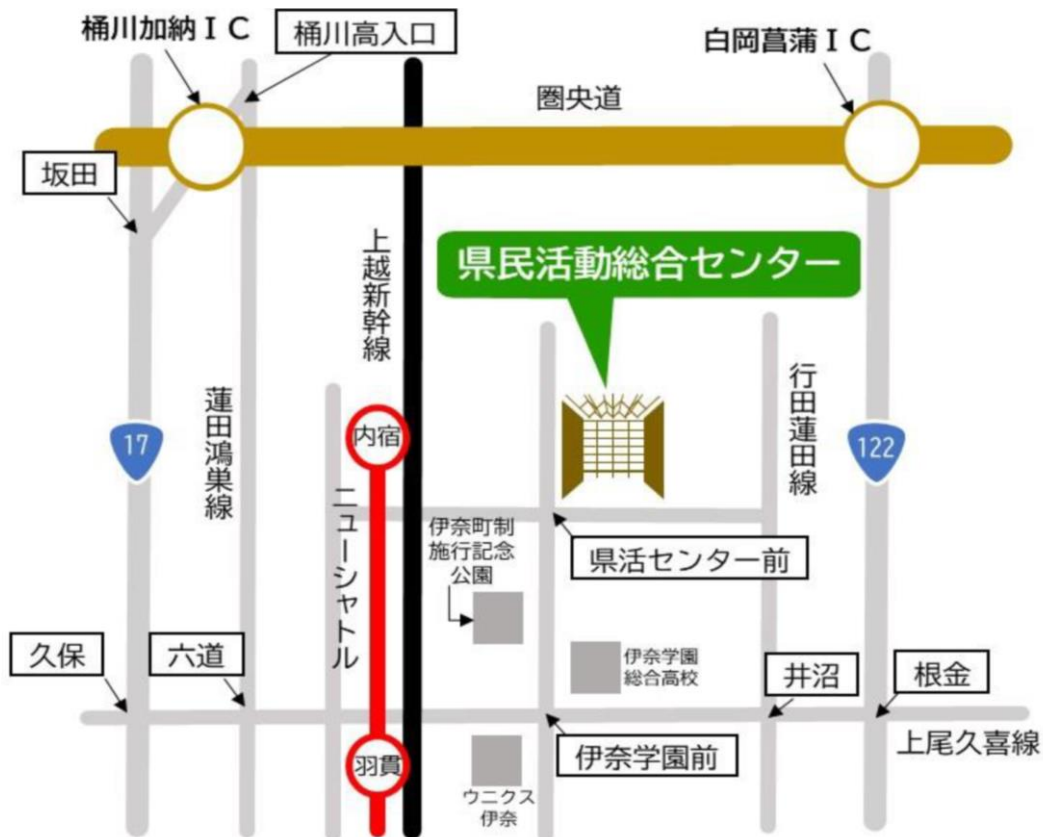 桶川加納ＩＣ
桶川高入口
白岡菖蒲ＩＣ
圏央道
坂田
上越新幹線
県民活動総合センター
蓮田鴻巣線
行田蓮田線
17
内宿
122
ニューシャトル
伊奈町制
施行記念
公園
県活センター前
久保
六道
伊奈学園
総合高校
井沼
根金
上尾久喜線
伊奈学園前
羽貫
ウニクス
伊奈